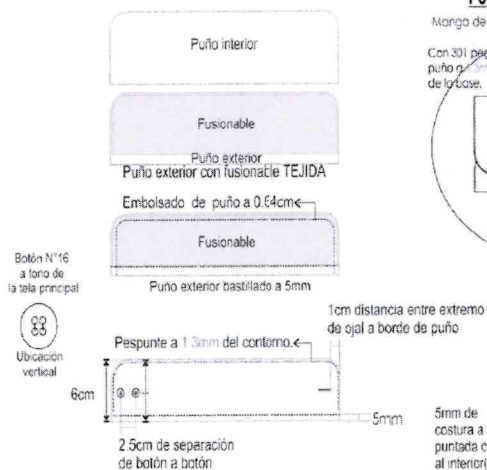 Puño interior
Fusionable
Puño exterior
Puño exterior con fusionable TEJIDA
Embolsado de puño a 0.64cm
Fusionable
Puño exterior bastillado a 5mm
Botón N°16
a tono de
la tela principal
Ubicación
vertical
1cm distancia entre extremo
de ojal a borde de puño
Pespunte a 1.3mm del contorno.
6cm
5mm
2.5cm de separación
de botón a botón
Manga de
Con 301
puño a
de la base.
5mm de
costura a
puntada
al interior